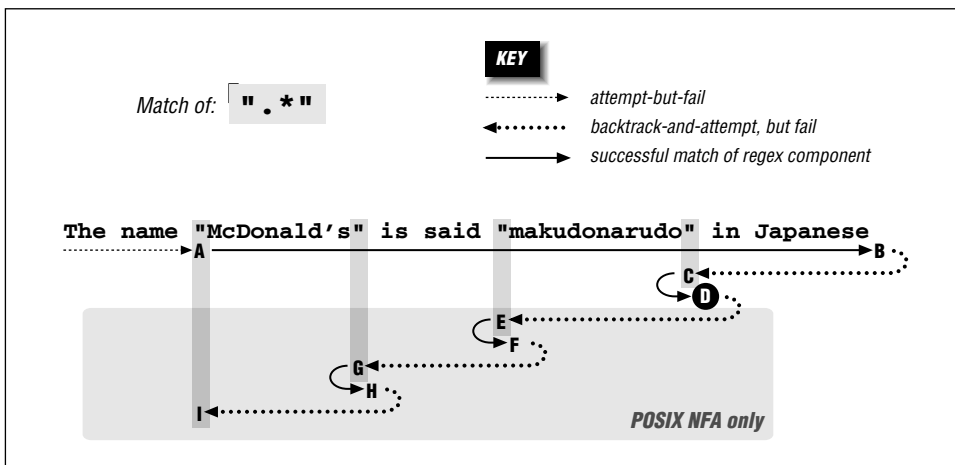 KEY
Match of: ".*"
attempt-but-fail
backtrack-and-attempt, but fail
successful match of regex component
The name "McDonald’s" is said "makudonarudo" in Japanese
A B
C
D
E
F
G
H
I
POSIX NFA only